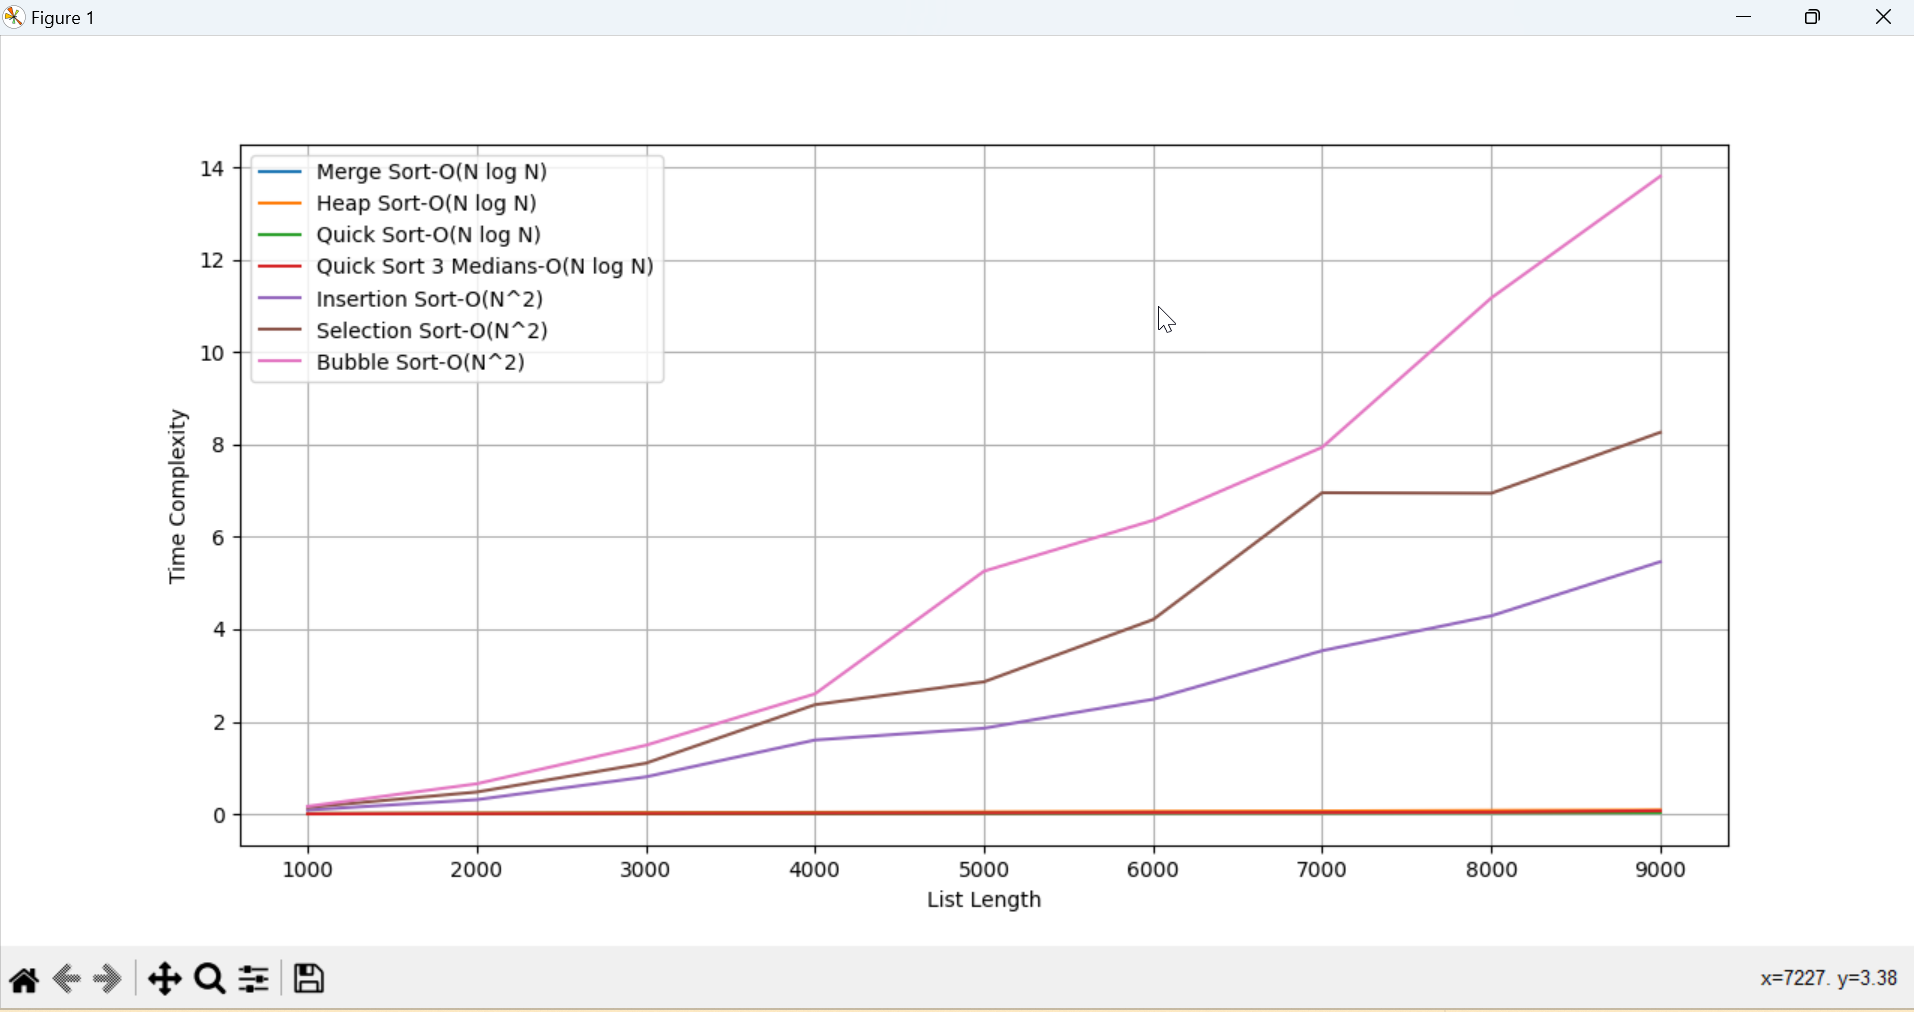 Figure 1
14
12
10
8
6
4
2
0
Time Complexity
Merge Sort-O(N log N)
Heap Sort-O(N log N)
Quick Sort-O(N log N)
Quick Sort 3 Medians-O(N log N)
Insertion Sort-O(N^2)
Selection Sort-O(N^2)
Bubble Sort-O(N^2)
1000 2000 3000 4000 5000 6000 7000 8000 9000
List Length
x=7227. y=3.38